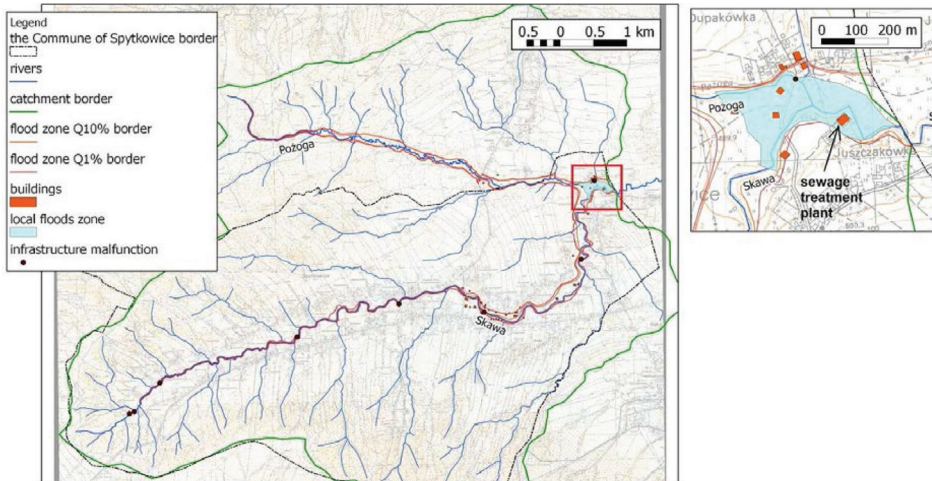 Legend
the Commune of Spytkowice border
rivers
catchment border
flood zone Q10% border
flood zone Q1% border
buildings
local floods zone
infrastructure malfunction
0.5 0 0.5 1 km
Pożoga
Skawa
Dupakówka
0 100 200 m
Pożoga
Juszczakówka
Skawa
sewage
treatment
plant